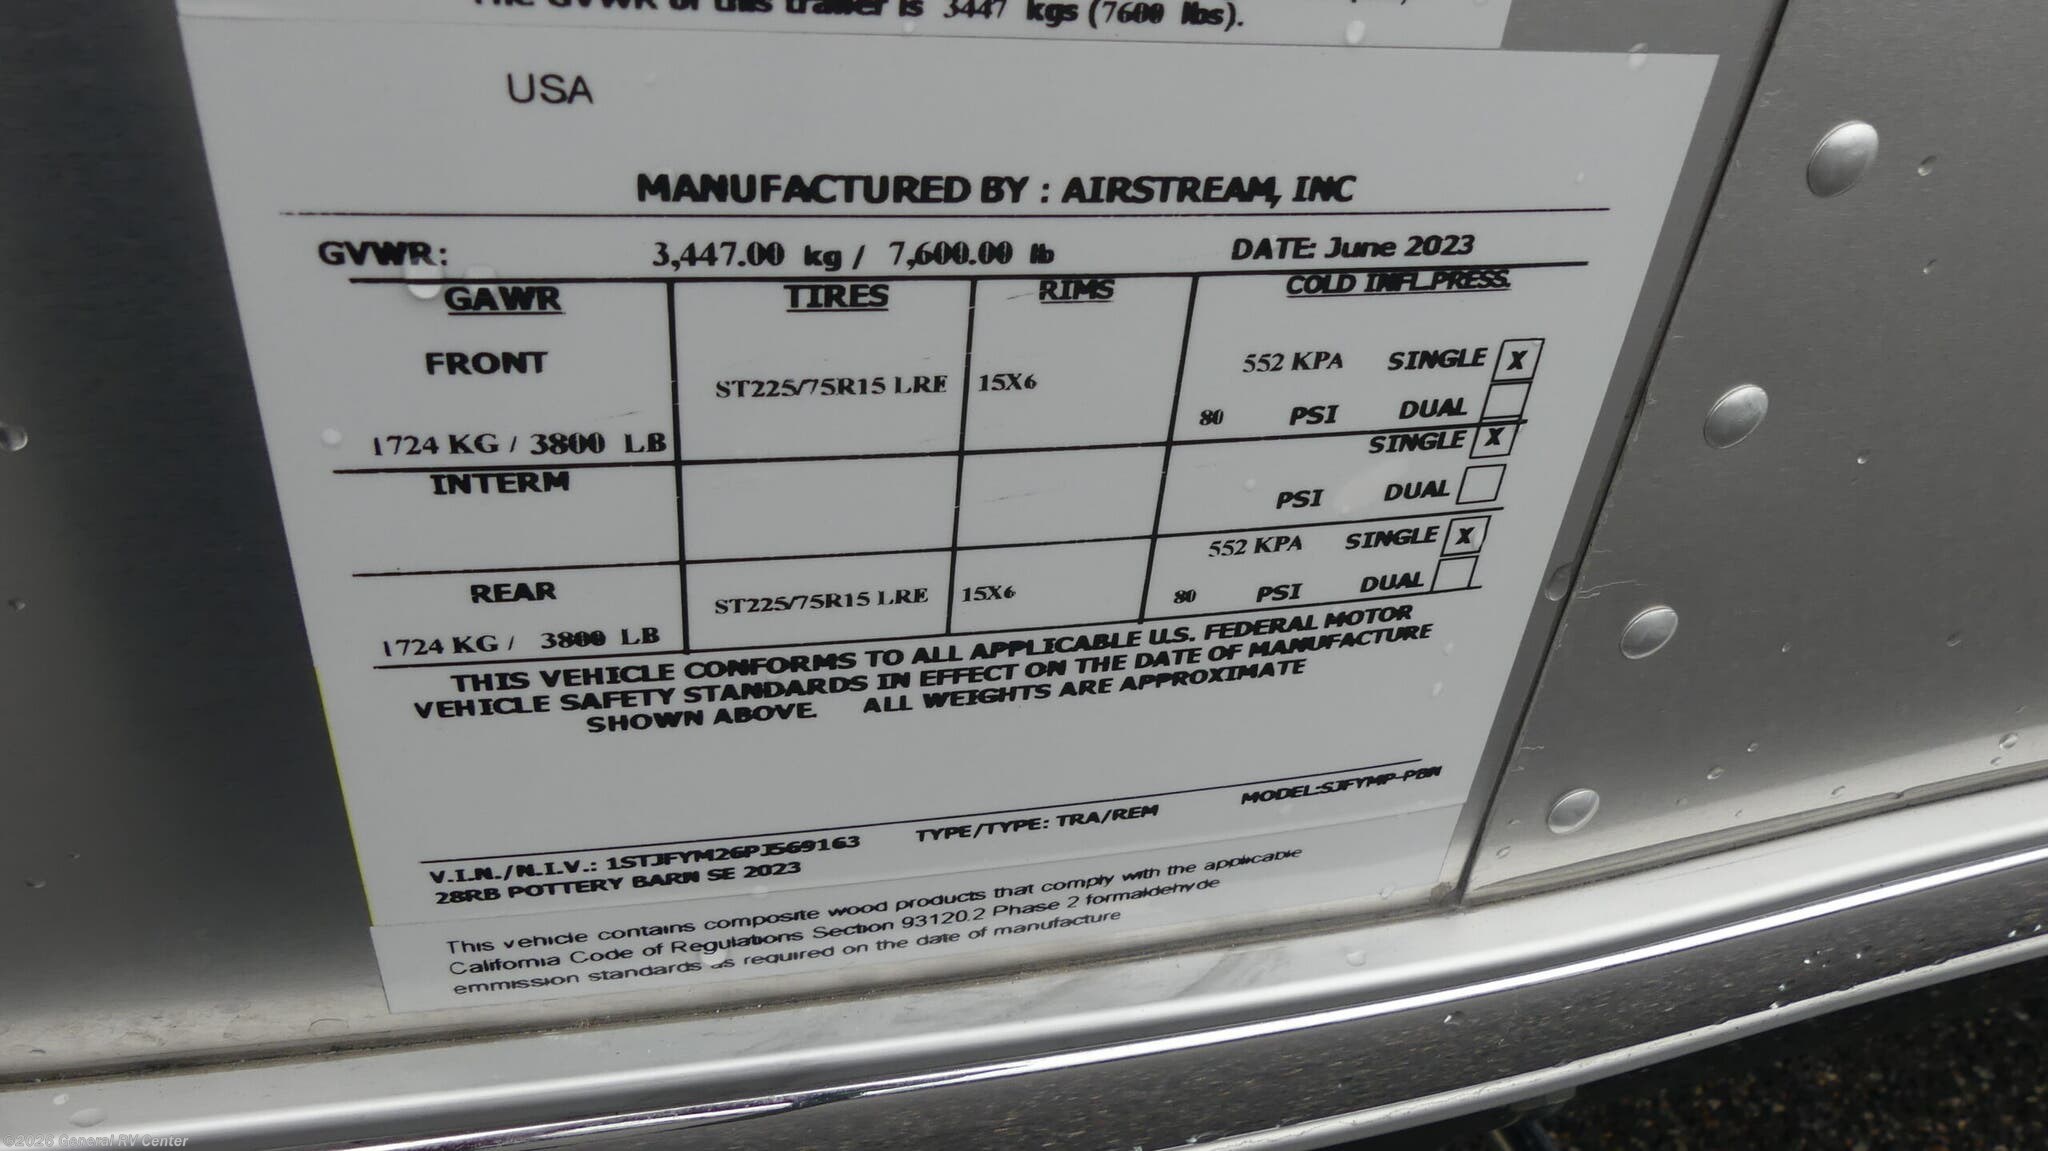 The GVWR of this trailer is 3447 kgs (7600 lbs).
USA
MANUFACTURED BY : AIRSTREAM, INC
GVWR: 3,447.00 kg / 7,600.00 lb DATE: June 2023
GAWR TIRES RIMS COLD INFL.PRESS.
FRONT 552 KPA SINGLE X
ST225/75R15 LRE 15X6
1724 KG / 3800 LB 80 PSI DUAL
INTERM SINGLE X
PSI DUAL
REAR 552 KPA SINGLE X
ST225/75R15 LRE 15X6
1724 KG / 3800 LB 80 PSI DUAL
THIS VEHICLE CONFORMS TO ALL APPLICABLE U.S. FEDERAL MOTOR
VEHICLE SAFETY STANDARDS IN EFFECT ON THE DATE OF MANUFACTURE
SHOWN ABOVE. ALL WEIGHTS ARE APPROXIMATE
V.I.N./N.I.V.: 1STJFYM26PJ569163 TYPE/TYPE: TRA/REM MODEL:SJFYMP-PBN
28RB POTTERY BARN SE 2023
This vehicle contains composite wood products that comply with the applicable
California Code of Regulations Section 93120.2 Phase 2 formaldehyde
emmission standards as required on the date of manufacture
©2026 General RV Center